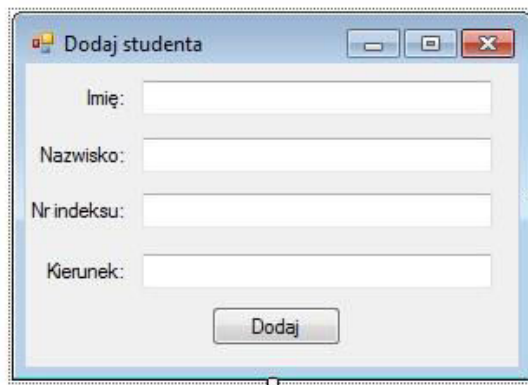 Dodaj studenta
Imię:
Nazwisko:
Nr indeksu:
Kierunek:
Dodaj